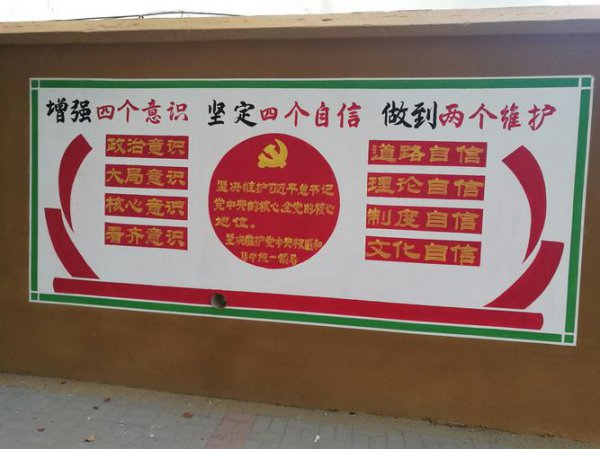 增强四个意识 坚定四个自信 做到两个维护
政治意识
大局意识
核心意识
看齐意识
坚决维护习近平总书记
党中央的核心全党的核心
地位。
坚决维护党中央权威和
集中统一领导
道路自信
理论自信
制度自信
文化自信